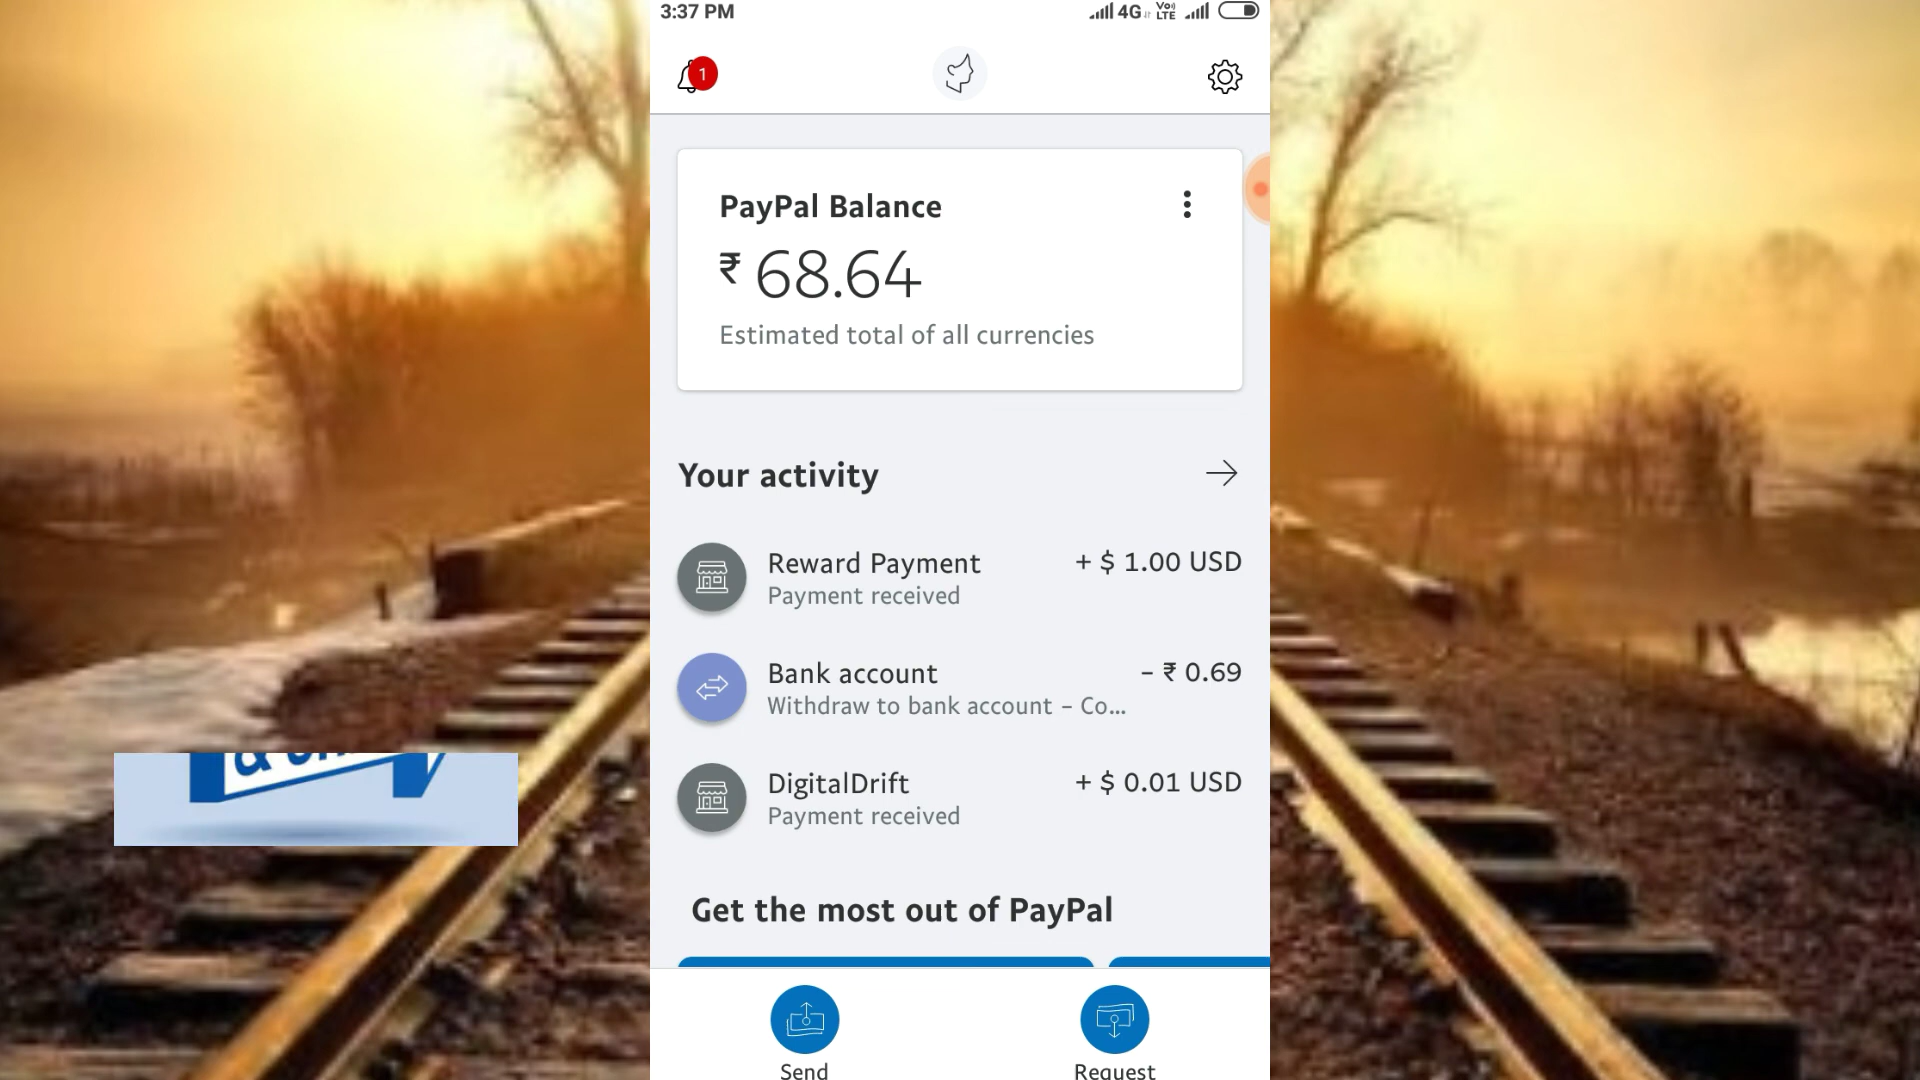 3:37 PM
4G
VoLTE
1
PayPal Balance
₹ 68.64
Estimated total of all currencies
Your activity
Reward Payment
+ $ 1.00 USD
Payment received
Bank account
- ₹ 0.69
Withdraw to bank account – Co...
DigitalDrift
+ $ 0.01 USD
Payment received
&
Get the most out of PayPal
Send
Request